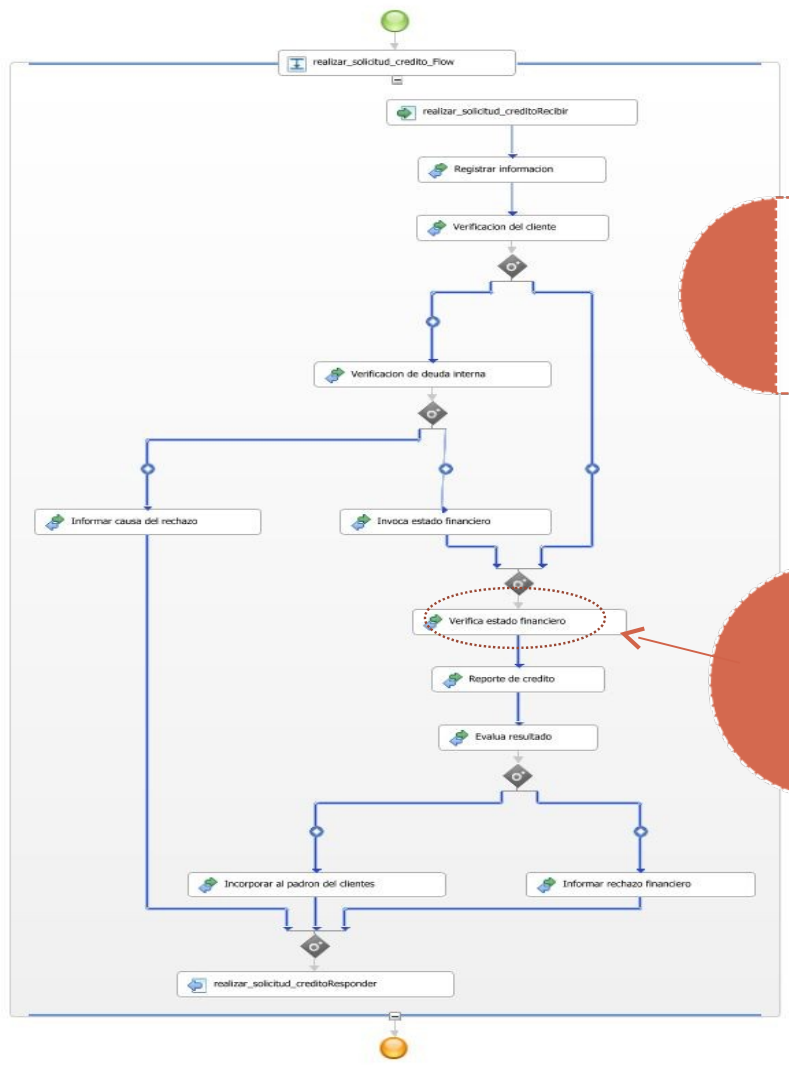 realizar_solicitud_credito_Flow
realizar_solicitud_creditoRecibir
Registrar informacion
Verificacion del cliente
Verificacion de deuda interna
Informar causa del rechazo
Invoca estado financiero
Verifica estado financiero
Reporte de credito
Evalua resultado
Incorporar al padron del clientes
Informar rechazo financiero
realizar_solicitud_creditoResponder